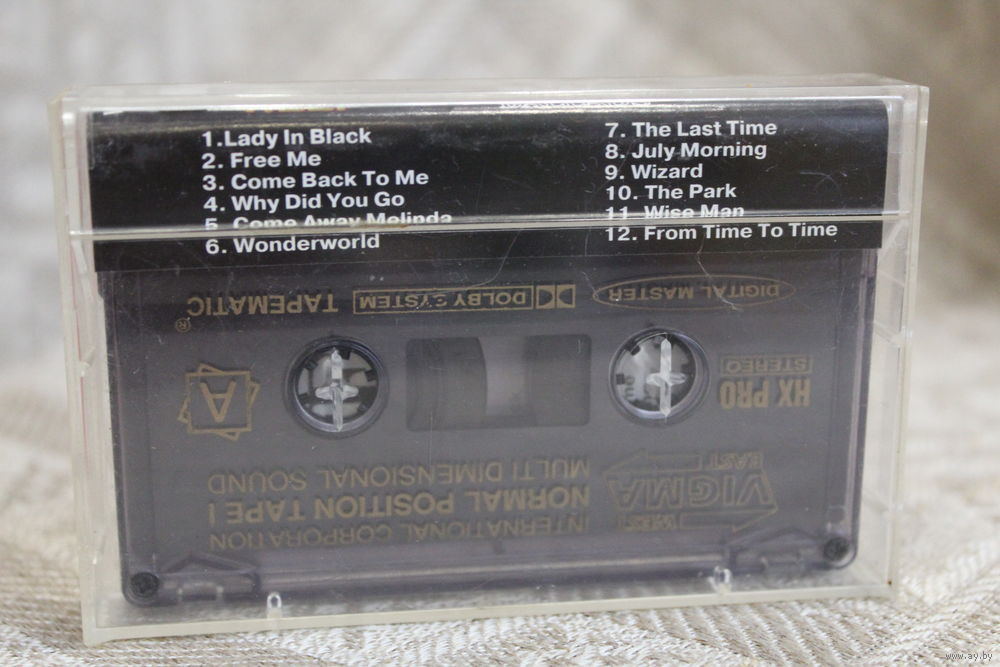 1.Lady In Black
2. Free Me
3. Come Back To Me
4. Why Did You Go
5. Come Away Melinda
6. Wonderworld
7. The Last Time
8. July Morning
9. Wizard
10. The Park
11. Wise Man
12. From Time To Time
TAPEMATIC ® DOLBY SYSTEM DIGITAL MASTER
HX PRO
STEREO
A
MULTI DIMENSIONAL SOUND
NORMAL POSITION TAPE I
INTERNATIONAL CORPORATION
WEST
VIGMA
EAST
www.ay.by